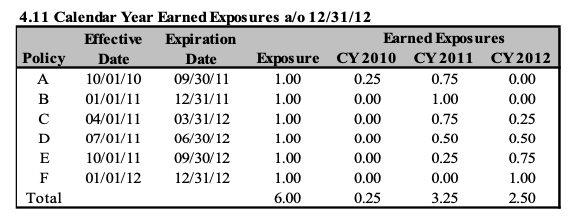 4.11 Calendar Year Earned Exposures a/o 12/31/12
Effective Expiration Earned Exposures
Policy Date Date Exposure CY 2010 CY 2011 CY 2012
A 10/01/10 09/30/11 1.00 0.25 0.75 0.00
B 01/01/11 12/31/11 1.00 0.00 1.00 0.00
C 04/01/11 03/31/12 1.00 0.00 0.75 0.25
D 07/01/11 06/30/12 1.00 0.00 0.50 0.50
E 10/01/11 09/30/12 1.00 0.00 0.25 0.75
F 01/01/12 12/31/12 1.00 0.00 0.00 1.00
Total 6.00 0.25 3.25 2.50